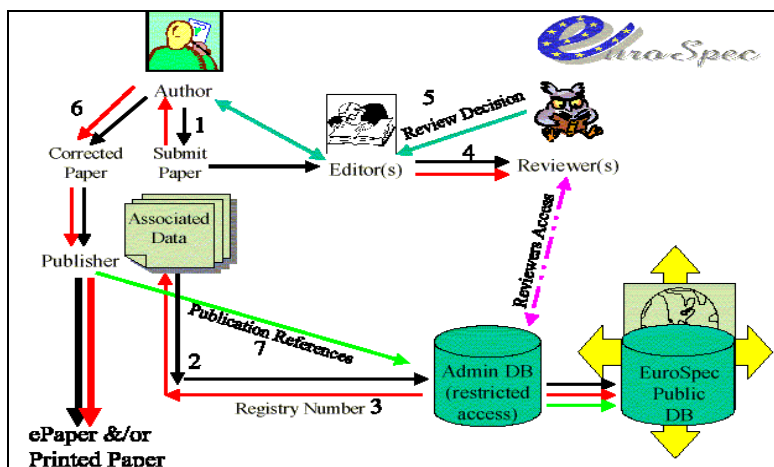 EuroSpec
Author
6
1
5
Review Decision
Corrected
Paper
Submit
Paper
Editor(s)
4
Reviewer(s)
Associated
Data
Publisher
Reviewers Access
Publication References
7
2
Registry Number 3
Admin DB
(restricted
access)
EuroSpec
Public
DB
ePaper &/or
Printed Paper